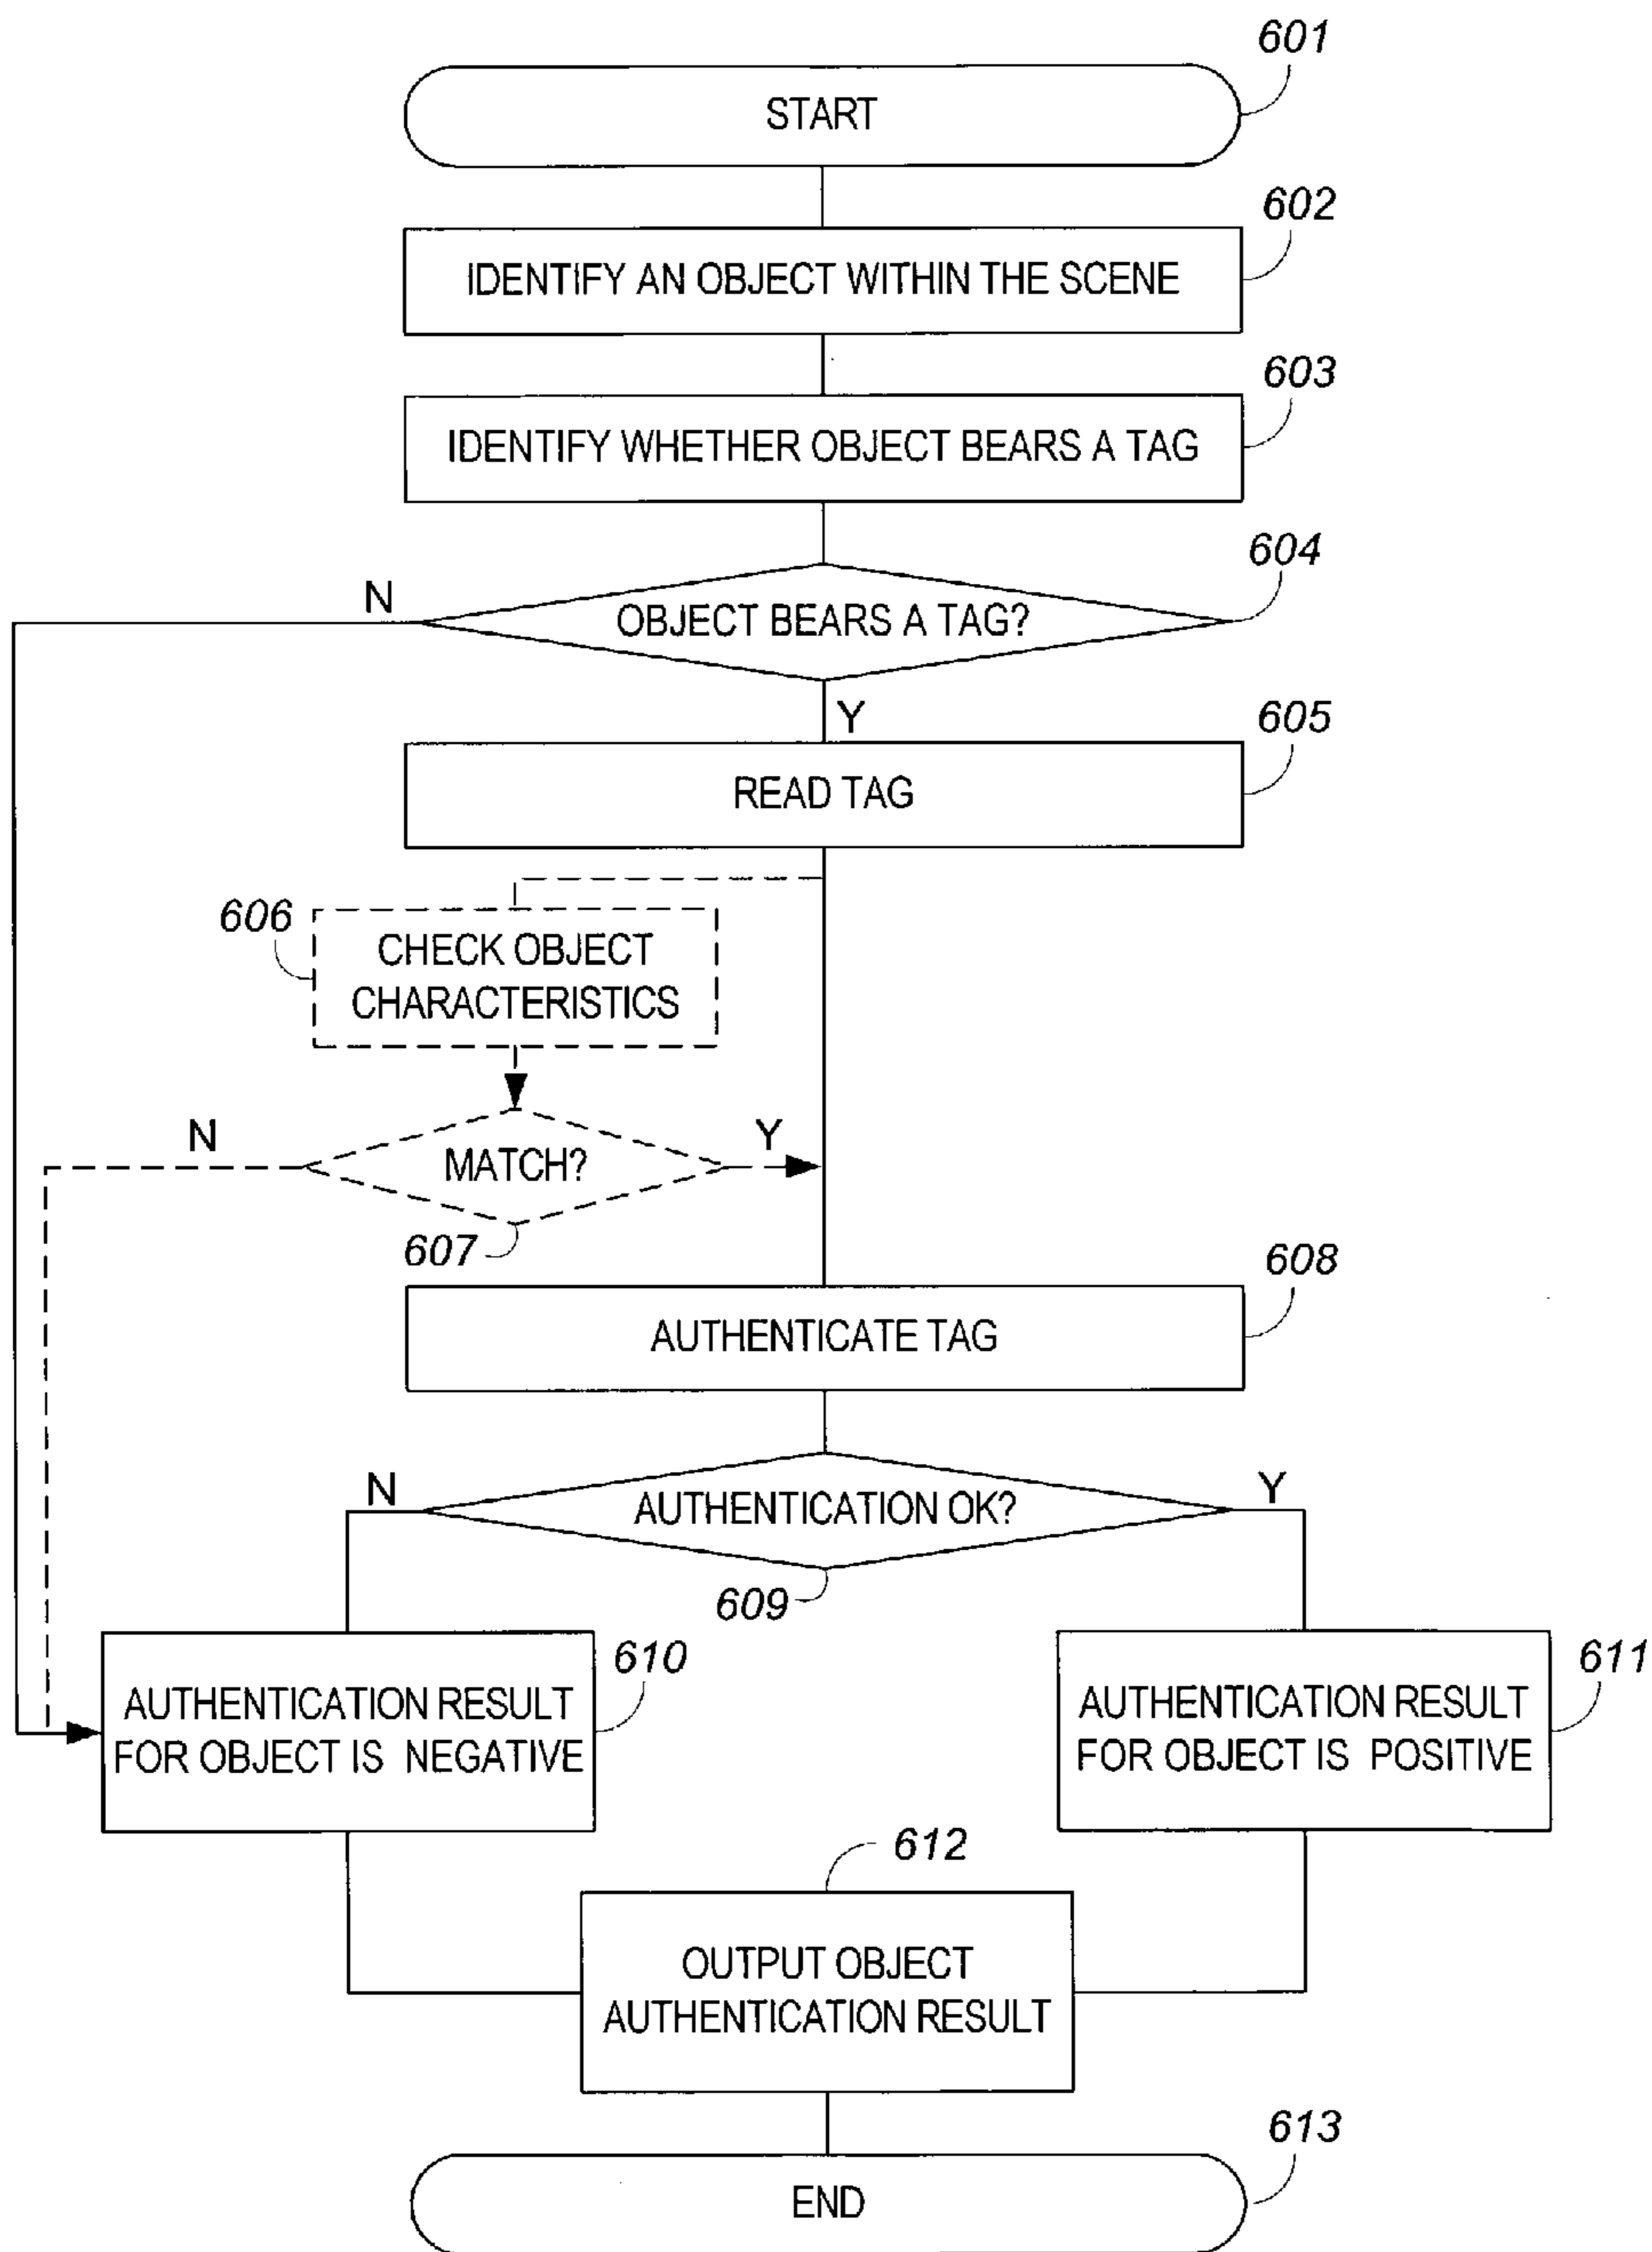 601
START
602
IDENTIFY AN OBJECT WITHIN THE SCENE
603
IDENTIFY WHETHER OBJECT BEARS A TAG
604
N
OBJECT BEARS A TAG?
Y
605
READ TAG
606
CHECK OBJECT
CHARACTERISTICS
N
Y
MATCH?
607
608
AUTHENTICATE TAG
N
Y
AUTHENTICATION OK?
609
610
AUTHENTICATION RESULT
FOR OBJECT IS NEGATIVE
611
AUTHENTICATION RESULT
FOR OBJECT IS POSITIVE
612
OUTPUT OBJECT
AUTHENTICATION RESULT
613
END